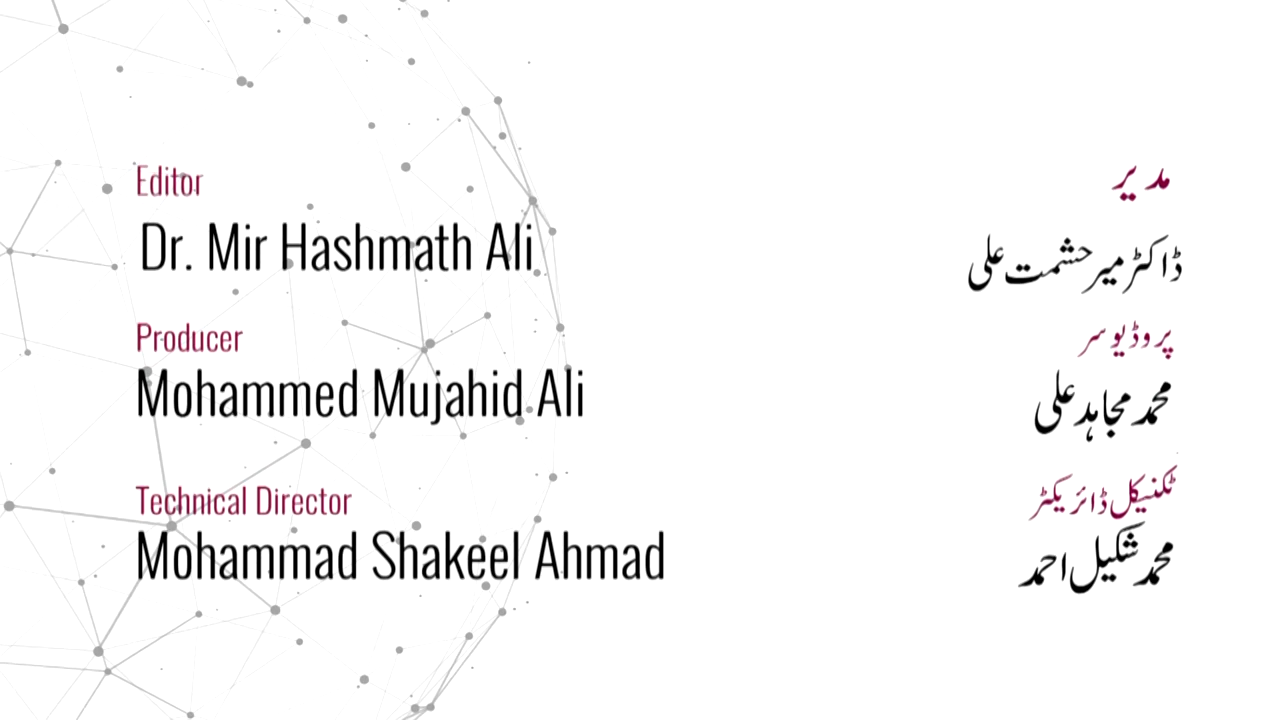 Editor
Dr. Mir Hashmath Ali
Producer
Mohammed Mujahid Ali
Technical Director
Mohammad Shakeel Ahmad
مدیر
ڈاکٹر میر حشمت علی
پروڈیوسر
محمد مجاہد علی
ٹکنیکل ڈائریکٹر
محمد شکیل احمد